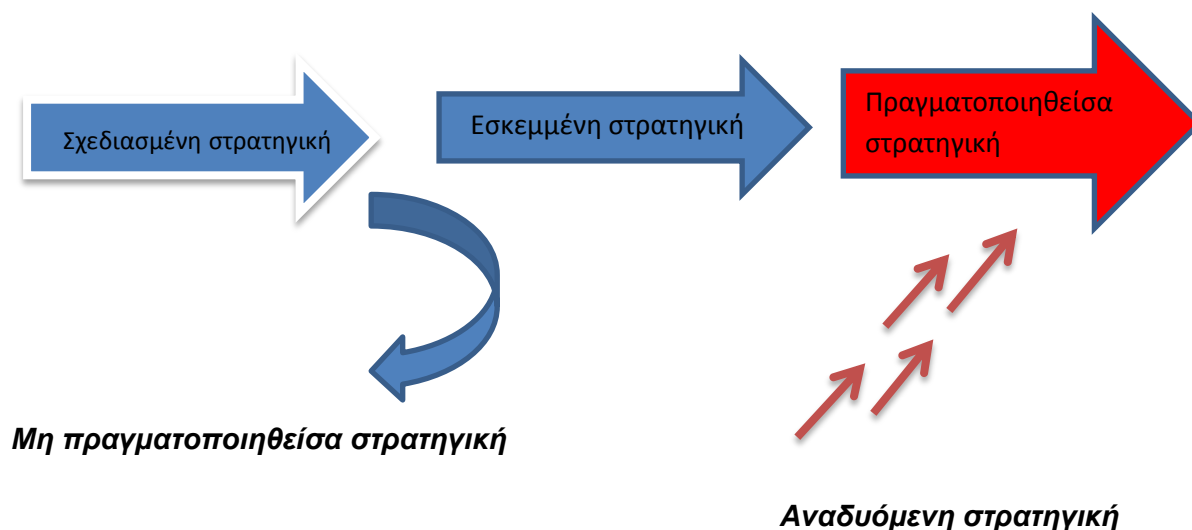 Σχεδιασμένη στρατηγική
Εσκεμμένη στρατηγική
Πραγματοποιηθείσα
στρατηγική
Μη πραγματοποιηθείσα στρατηγική
Αναδυόμενη στρατηγική